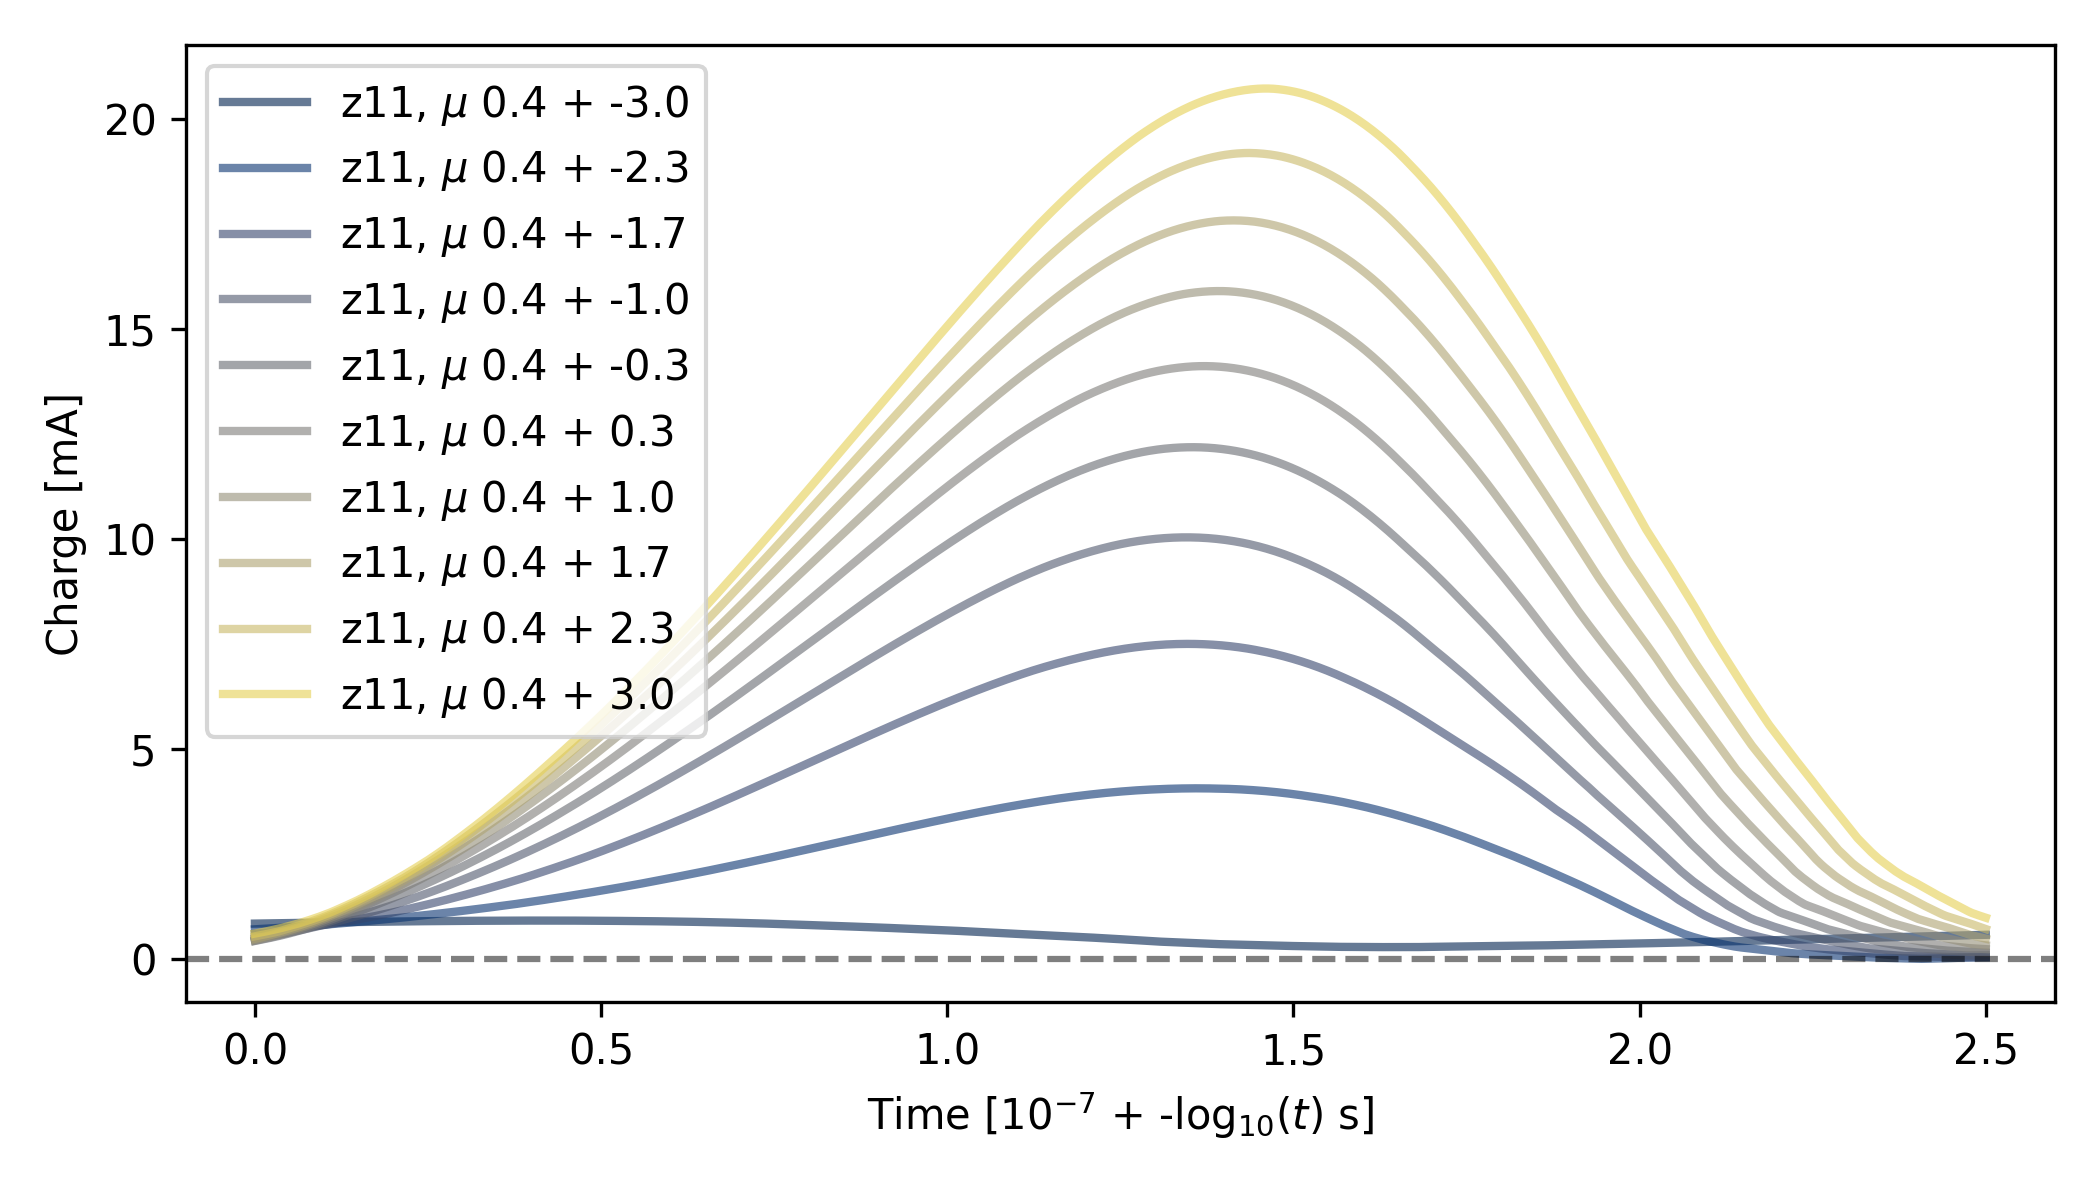 z11, μ 0.4 + -3.0
z11, μ 0.4 + -2.3
z11, μ 0.4 + -1.7
z11, μ 0.4 + -1.0
z11, μ 0.4 + -0.3
z11, μ 0.4 + 0.3
z11, μ 0.4 + 1.0
z11, μ 0.4 + 1.7
z11, μ 0.4 + 2.3
z11, μ 0.4 + 3.0
Charge [mA]
20
15
10
5
0
0.0 0.5 1.0 1.5 2.0 2.5
Time [10⁻⁷ + -log₁₀(t) s]